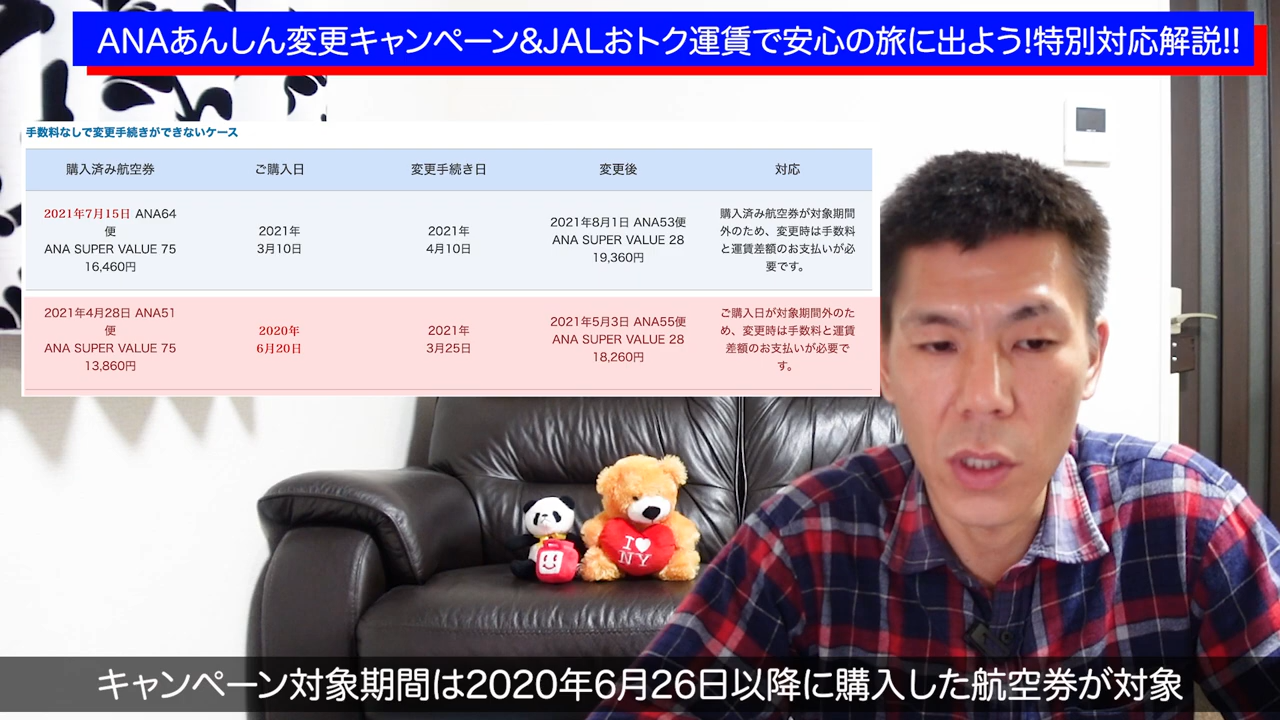 ANAあんしん変更キャンペーン&JALおトク運賃で安心の旅に出よう!特別対応解説!!
手数料なしで変更手続きができないケース
購入済み航空券 ご購入日 変更手続き日 変更後 対応
2021年7月15日 ANA64
便
ANA SUPER VALUE 75
16,460円
2021年
3月10日
2021年
4月10日
2021年8月1日 ANA53便
ANA SUPER VALUE 28
19,360円
購入済み航空券が対象期間
外のため、変更時は手数料
と運賃差額のお支払いが必
要です。
2021年4月28日 ANA51
便
ANA SUPER VALUE 75
13,860円
2020年
6月20日
2021年
3月25日
2021年5月3日 ANA55便
ANA SUPER VALUE 28
18,260円
ご購入日が対象期間外のた
め、変更時は手数料と運賃
差額のお支払いが必要で
す。
I
NY
キャンペーン対象期間は2020年6月26日以降に購入した航空券が対象